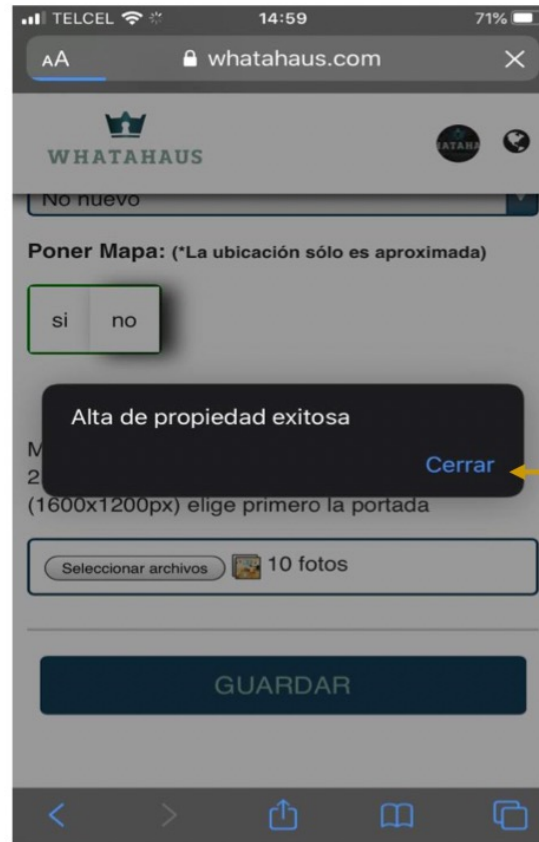 TELCEL 14:59 71%
AA whatahaus.com
WHATAHAUS
No nuevo
Poner Mapa: (*La ubicación sólo es aproximada)
si no
Alta de propiedad exitosa
M
Cerrar
2
(1600x1200px) elige primero la portada
Seleccionar archivos 10 fotos
GUARDAR